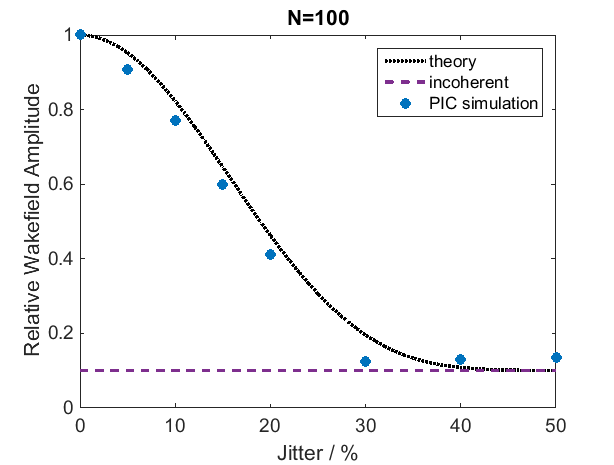 N=100
Relative Wakefield Amplitude
1
0.8
0.6
0.4
0.2
0
theory
incoherent
PIC simulation
0 10 20 30 40 50
Jitter / %